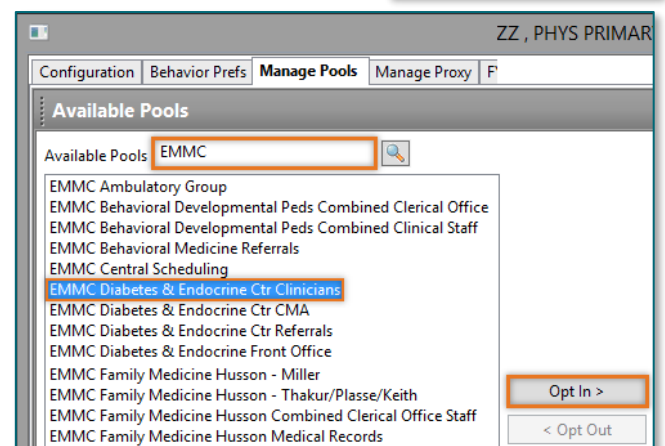 ZZ , PHYS PRIMAR
Configuration Behavior Prefs Manage Pools Manage Proxy
Available Pools
Available Pools EMMC
EMMC Ambulatory Group
EMMC Behavioral Developmental Peds Combined Clerical Office
EMMC Behavioral Developmental Peds Combined Clinical Staff
EMMC Behavioral Medicine Referrals
EMMC Central Scheduling
EMMC Diabetes & Endocrine Ctr Clinicians
EMMC Diabetes & Endocrine Ctr CMA
EMMC Diabetes & Endocrine Ctr Referrals
EMMC Diabetes & Endocrine Front Office
EMMC Family Medicine Husson - Miller
EMMC Family Medicine Husson - Thakur/Plasse/Keith
Opt In >
EMMC Family Medicine Husson Combined Clerical Office Staff
< Opt Out
EMMC Family Medicine Husson Medical Records